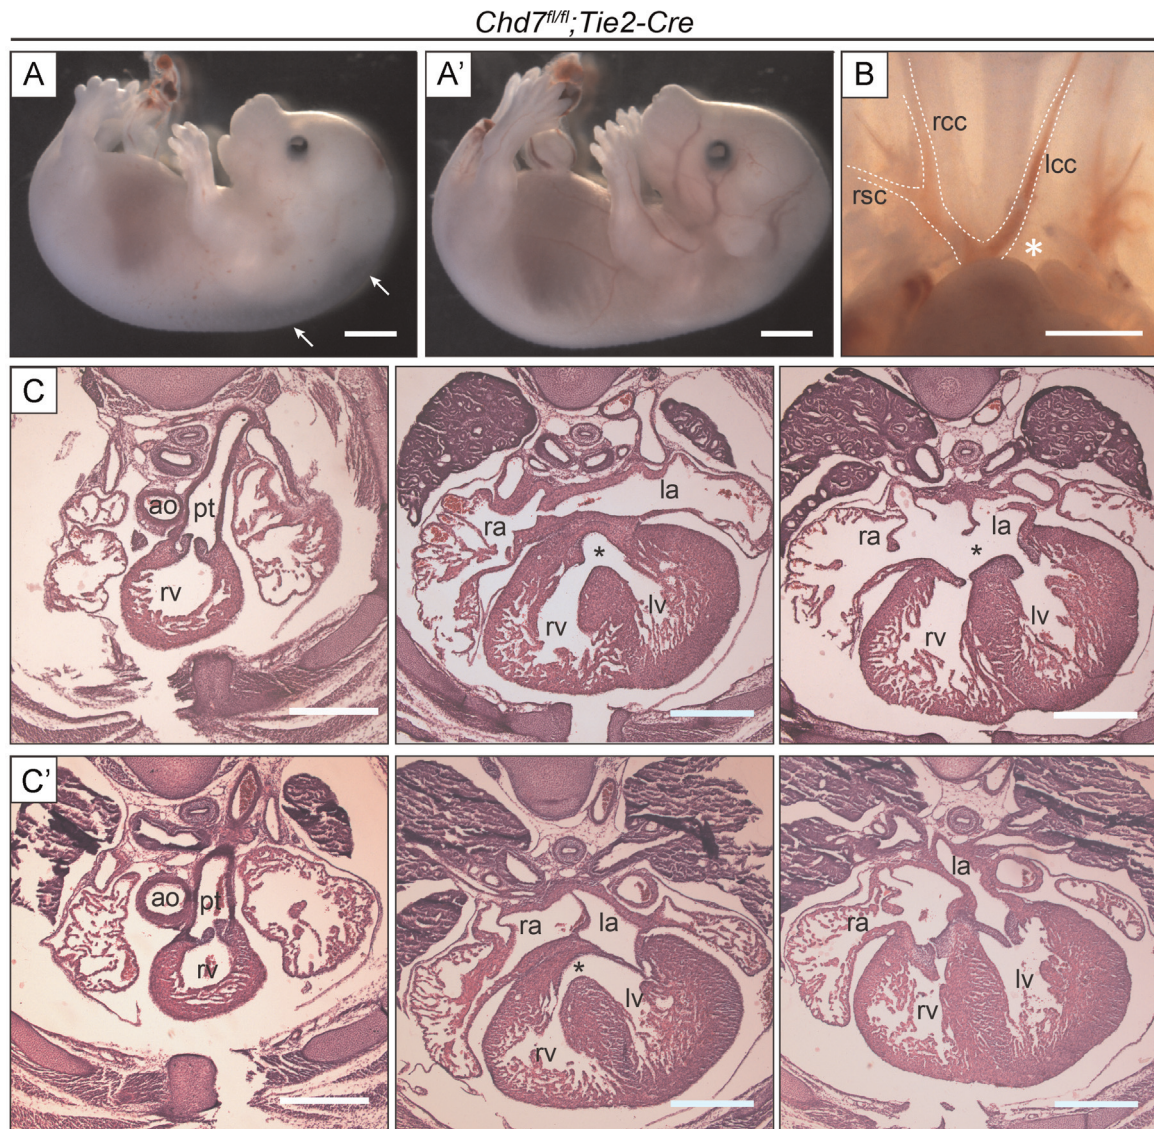 Chd7fl/fl;Tie2-Cre
A
A'
B
rcc
lcc
rsc
*
C
ao
pt
rv
la
ra
*
rv
lv
la
ra
*
rv
lv
C'
ao
pt
rv
ra
la
*
lv
rv
la
ra
lv
rv